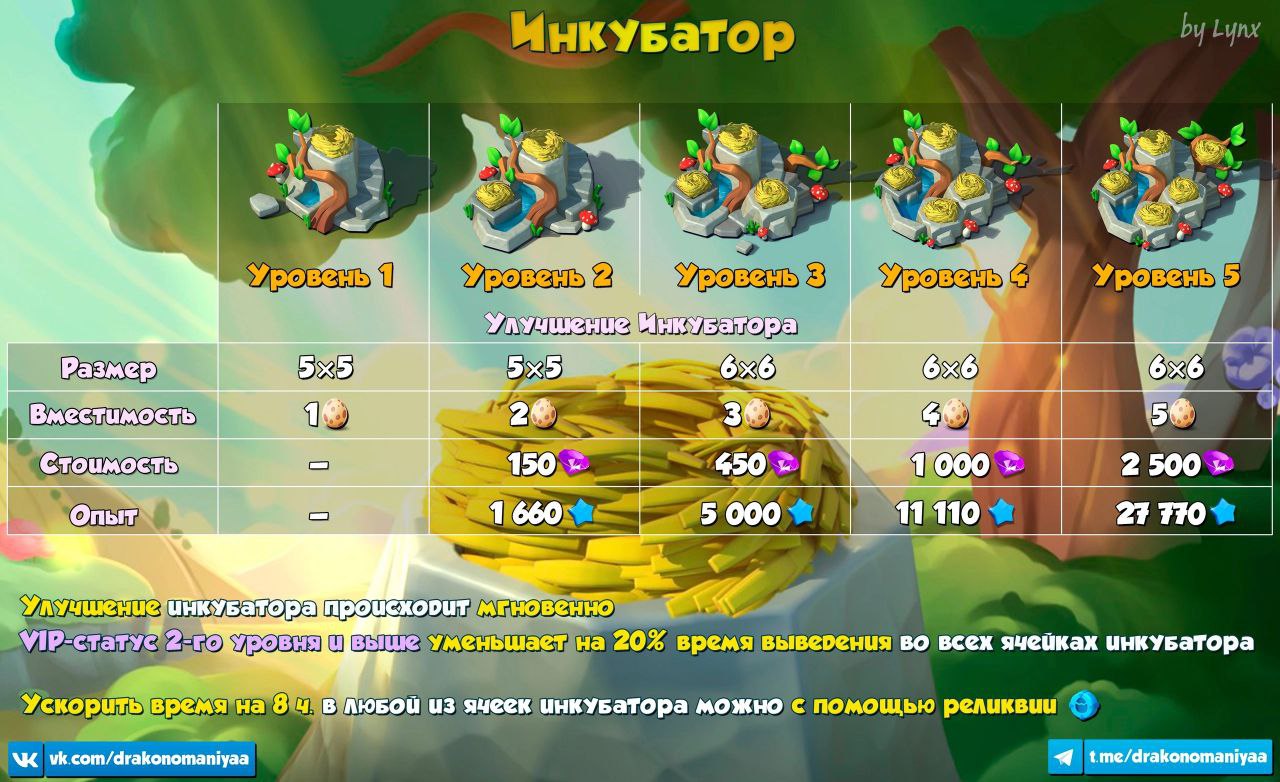 Инкубатор
by Lynx
Уровень 1 Уровень 2 Уровень 3 Уровень 4 Уровень 5
Улучшение Инкубатора
Размер 5×5 5×5 6×6 6×6 6×6
Вместимость 1 2 3 4 5
Стоимость – 150 450 1 000 2 500
Опыт – 1 660 5 000 11 110 27 770
Улучшение инкубатора происходит мгновенно
VIP-статус 2-го уровня и выше уменьшает на 20% время выведения во всех ячейках инкубатора
Ускорить время на 8 ч. в любой из ячеек инкубатора можно с помощью реликвии
vk.com/drakonomaniyaa
t.me/drakonomaniyaa